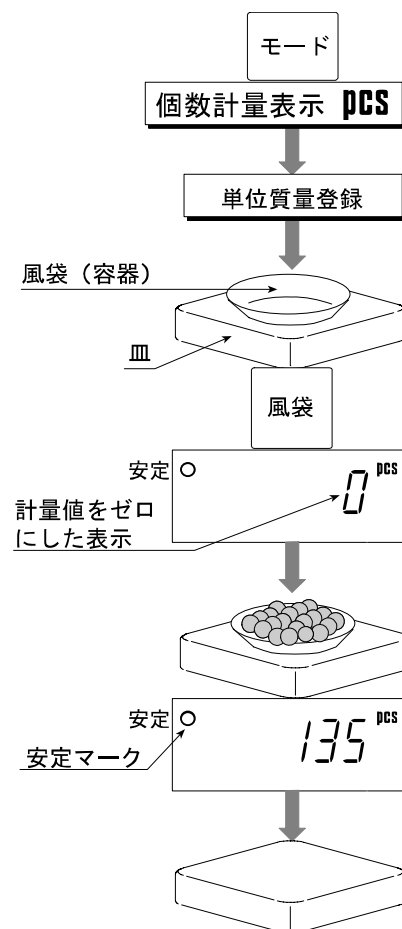 モード
個数計量表示 pcs
単位質量登録
風袋（容器）
皿
風袋
安定
0 pcs
計量値をゼロ
にした表示
安定
135 pcs
安定マーク